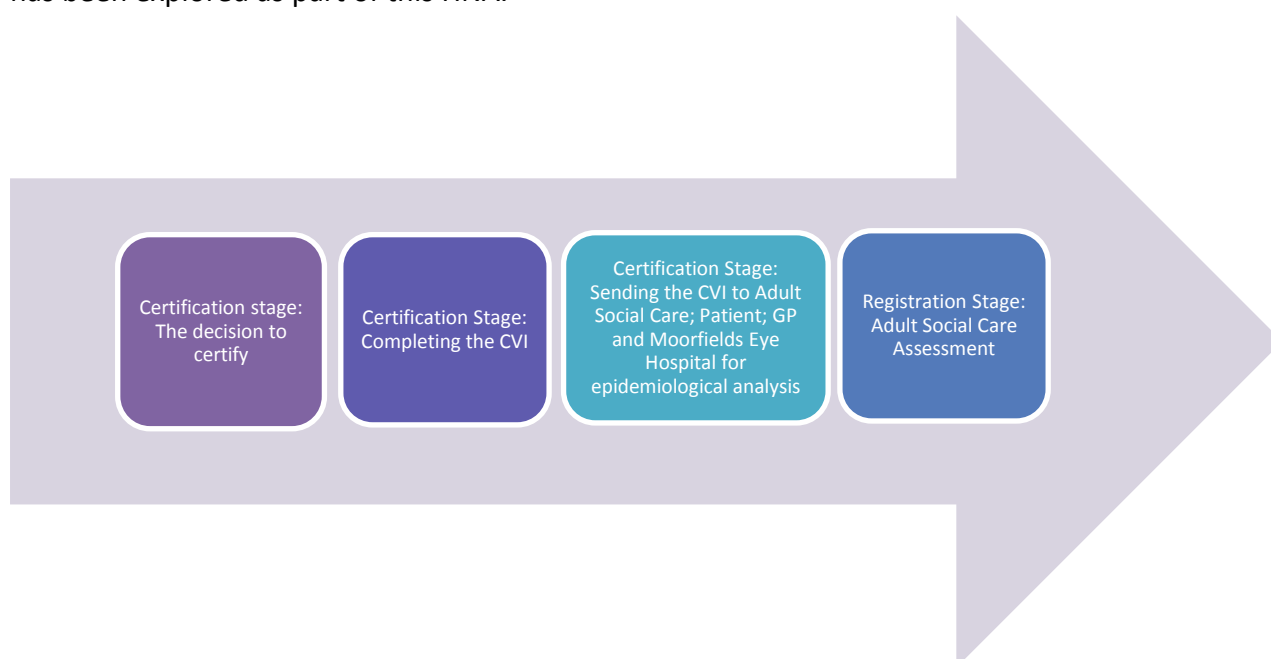 has been explored as part of this HNA.
Certification stage:
The decision to
certify
Certification Stage:
Completing the CVI
Certification Stage:
Sending the CVI to Adult
Social Care; Patient; GP
and Moorfields Eye
Hospital for
epidemiological analysis
Registration Stage:
Adult Social Care
Assessment